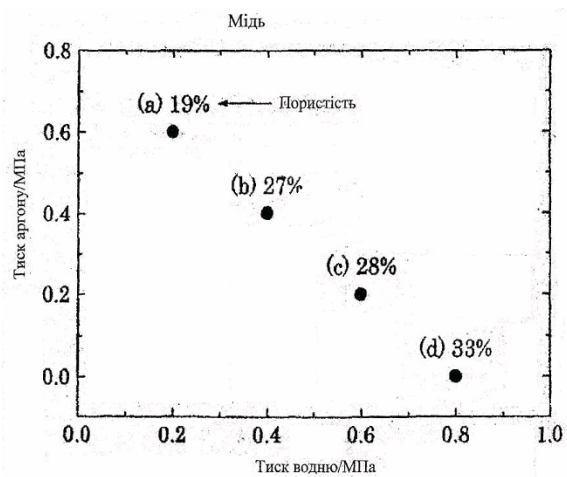 Мідь
Тиск аргону/МПа
0.8
0.6
0.4
0.2
0.0
(a) 19% Пористість
(b) 27%
(c) 28%
(d) 33%
0.0 0.2 0.4 0.6 0.8 1.0
Тиск водню/МПа